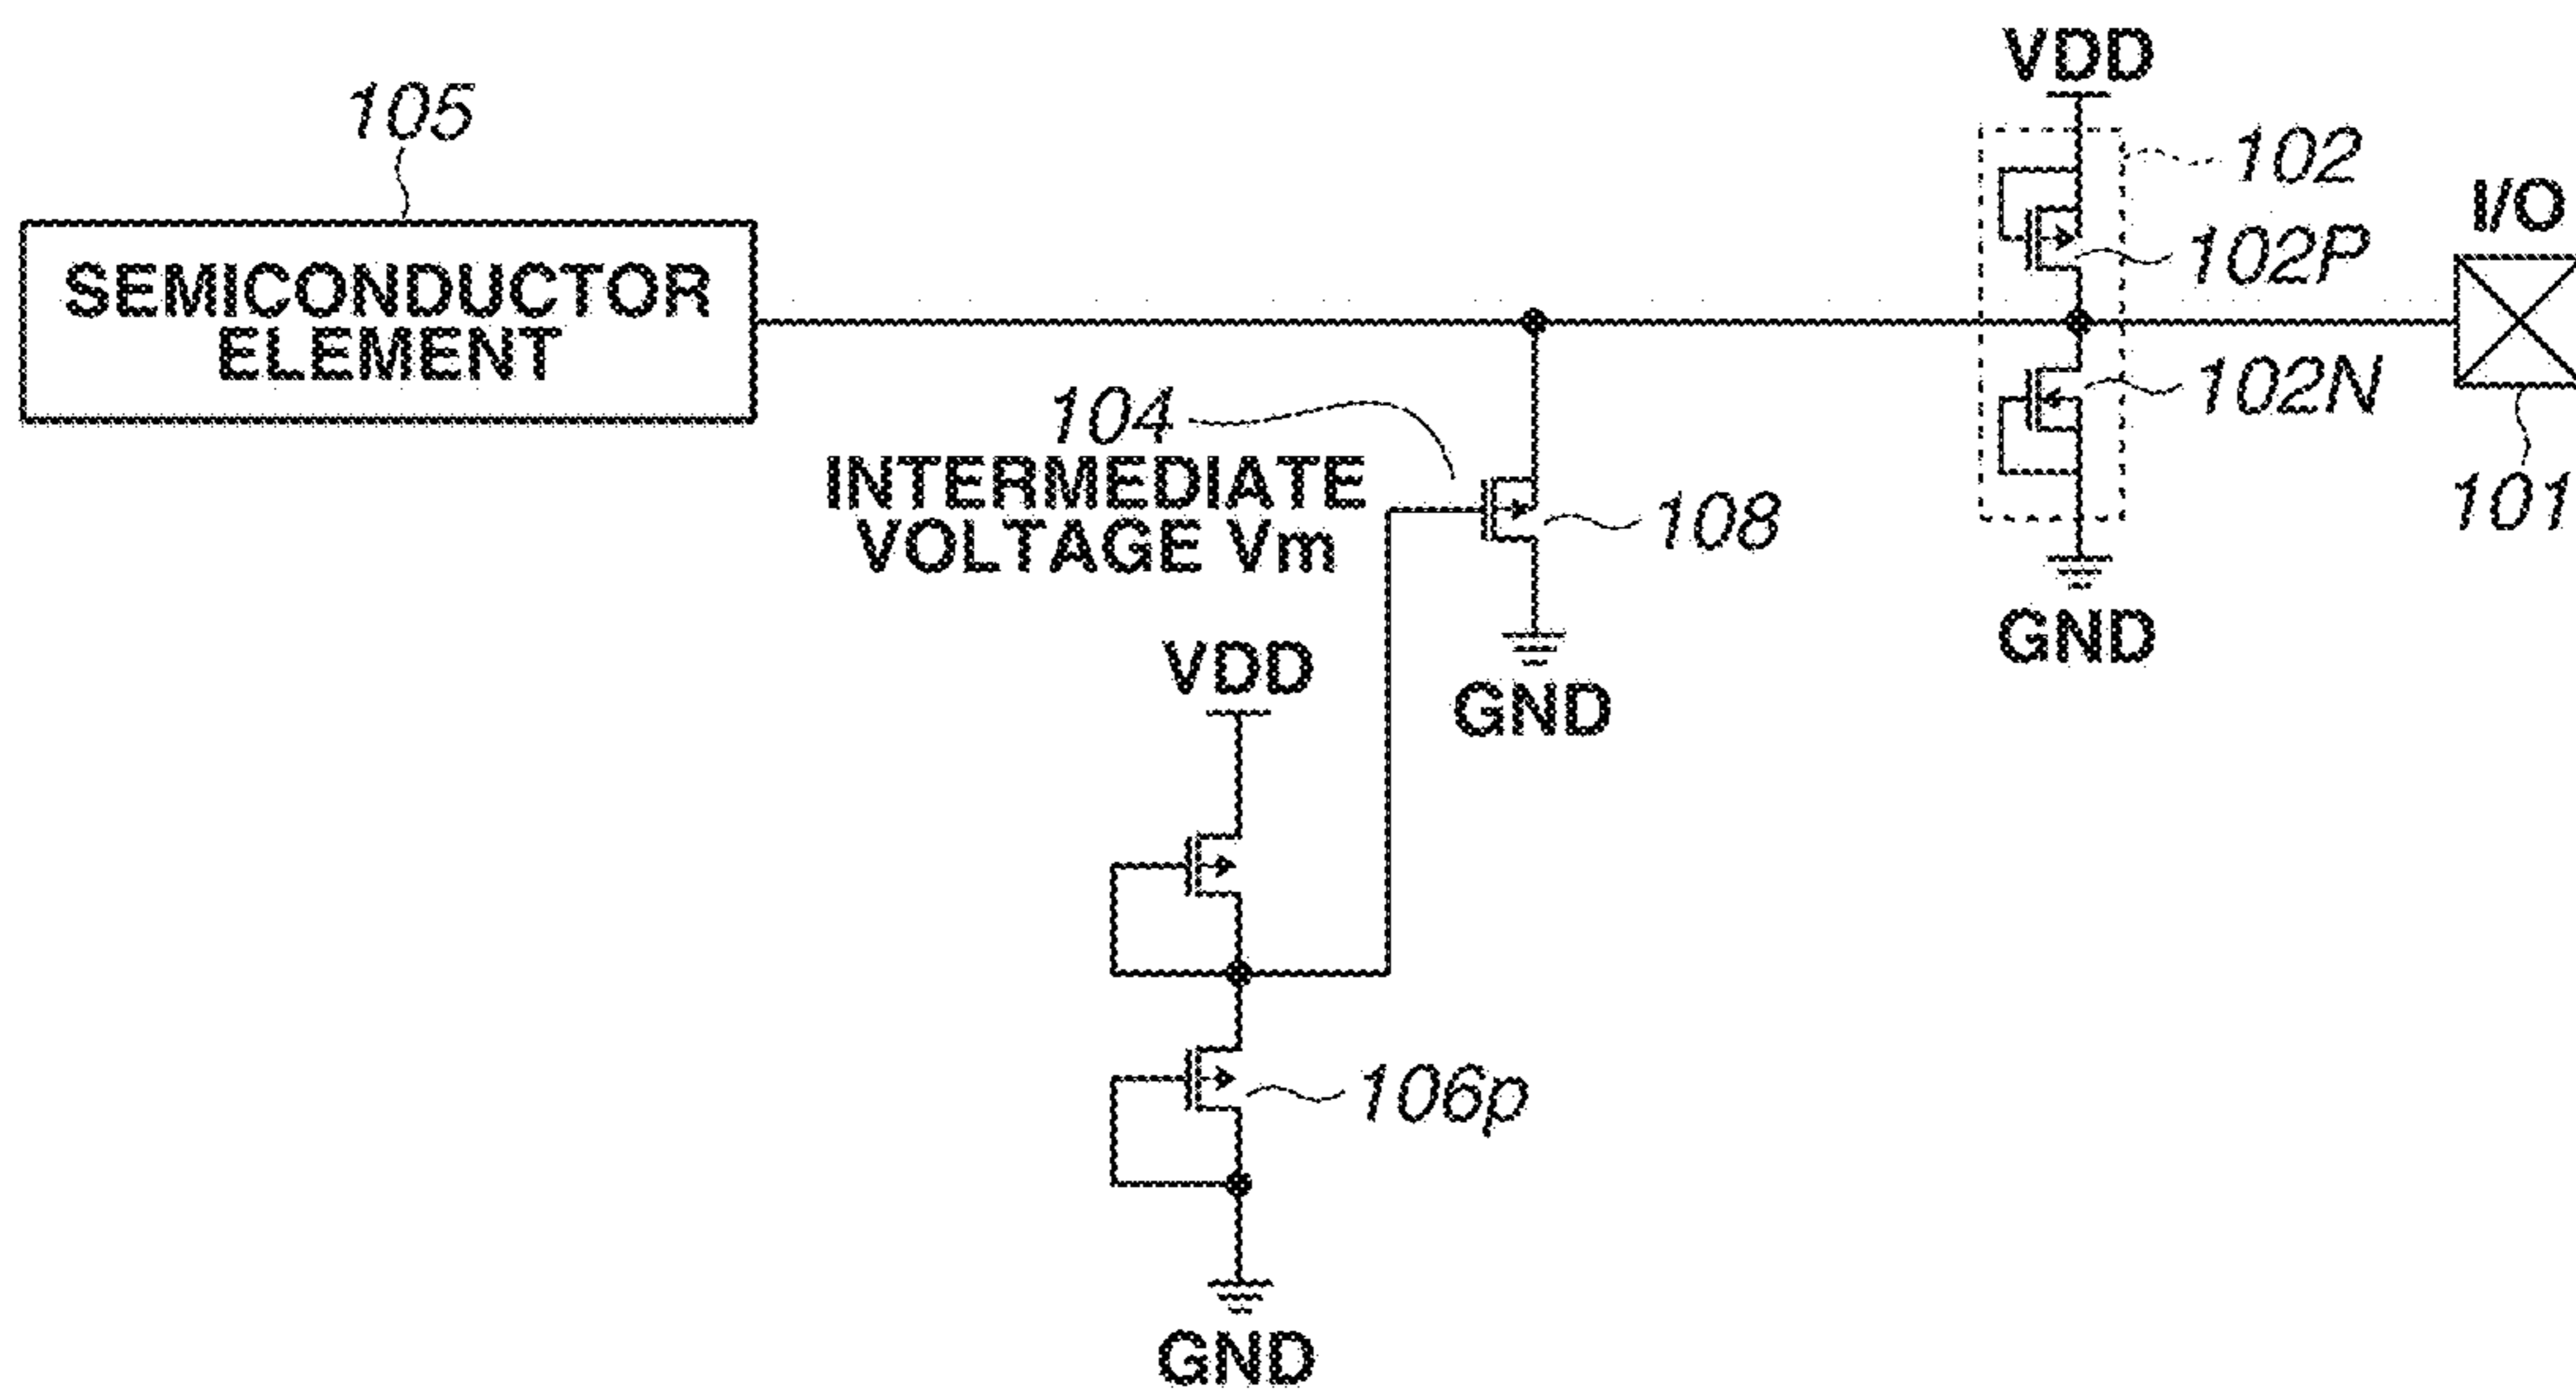 VDD
105
102
I/O
102P
SEMICONDUCTOR
ELEMENT
102N
104
INTERMEDIATE
VOLTAGE Vm
108
101
GND
VDD
GND
106p
GND